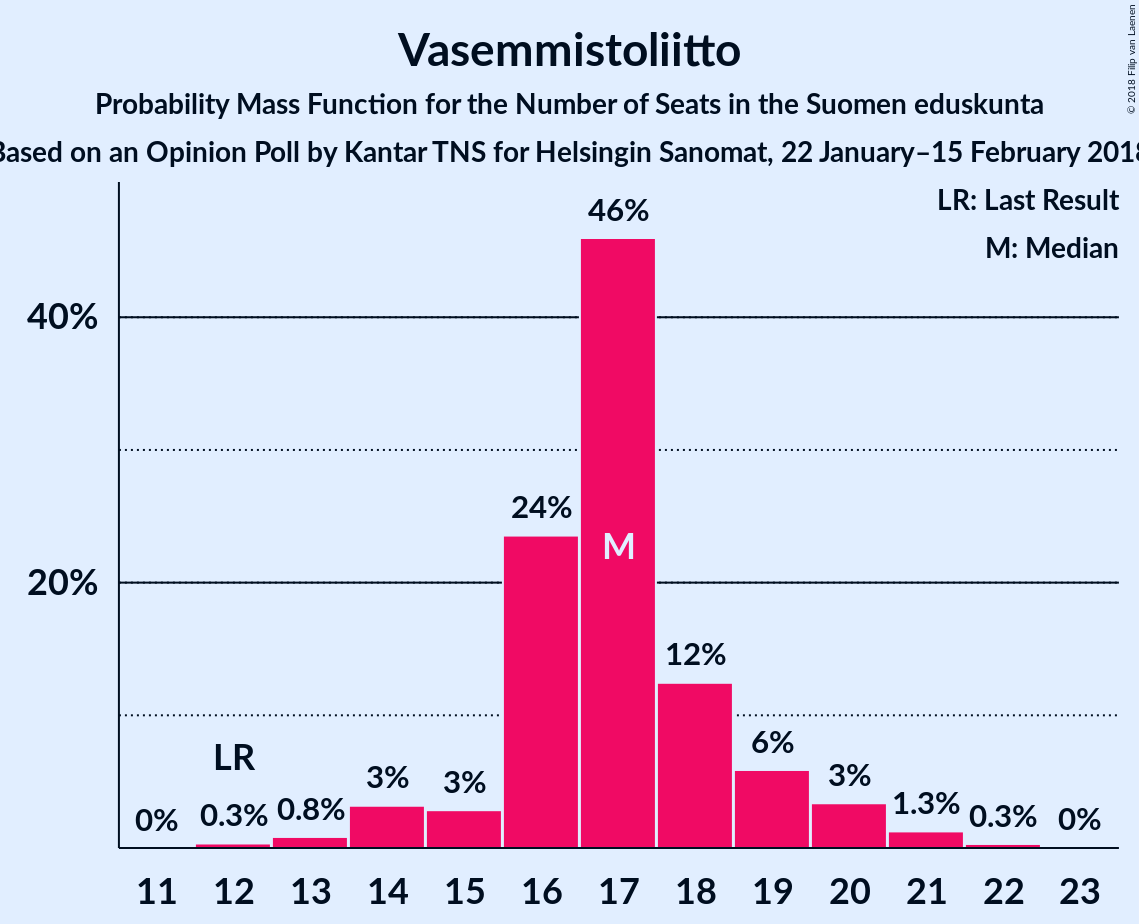 Vasemmistoliitto
Probability Mass Function for the Number of Seats in the Suomen eduskunta
Based on an Opinion Poll by Kantar TNS for Helsingin Sanomat, 22 January–15 February 2018
© 2018 Filip van Laenen
LR: Last Result
M: Median
46%
40%
24%
M
20%
12%
LR
6%
3%
3%
3%
1.3%
0.8%
0.3%
0.3%
0%
0%
11 12 13 14 15 16 17 18 19 20 21 22 23